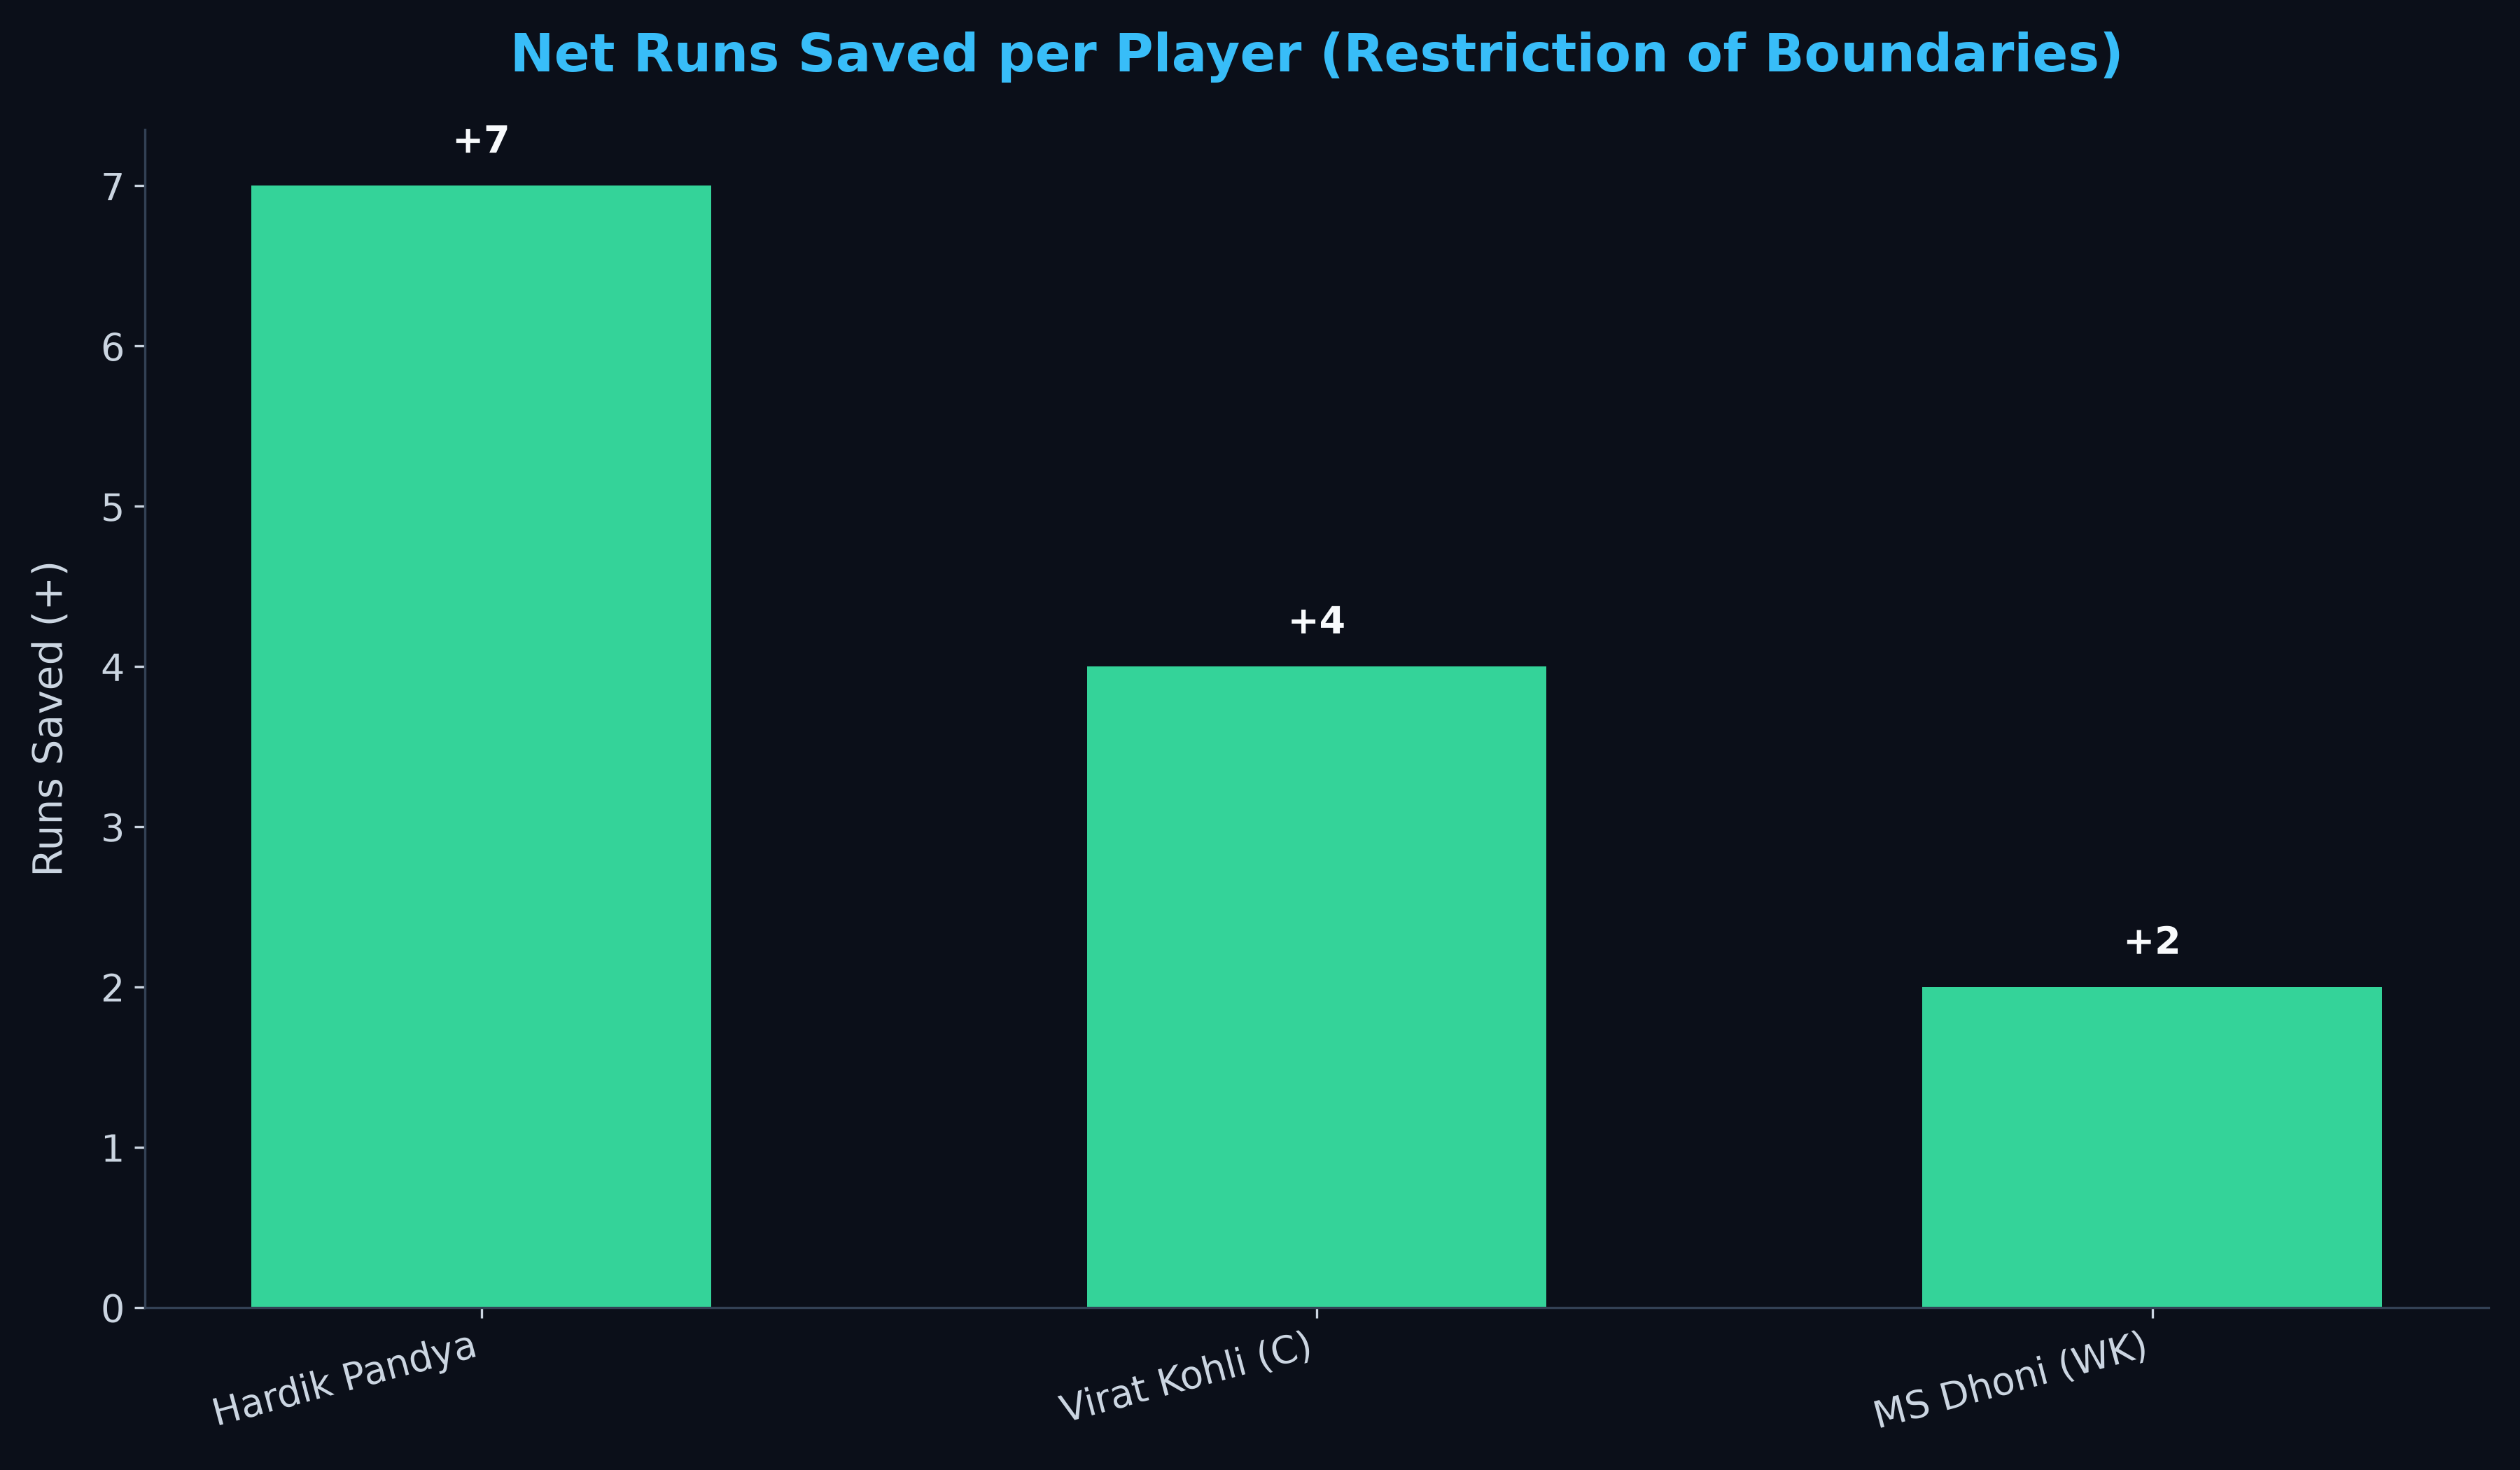 Net Runs Saved per Player (Restriction of Boundaries)
+7
7
6
5
+4
4
3
+2
2
1
0
Runs Saved (+)
Hardik Pandya
Virat Kohli (C)
MS Dhoni (WK)